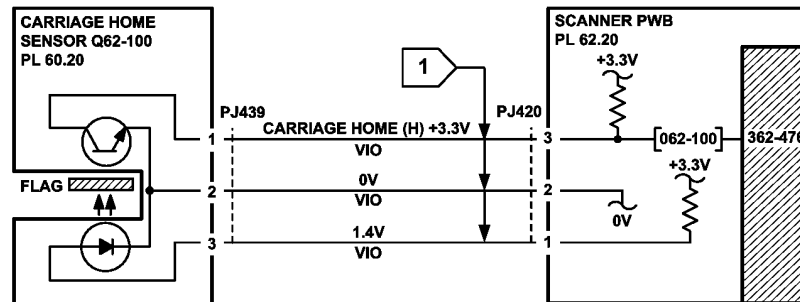 CARRIAGE HOME
SENSOR Q62-100
PL 60.20
SCANNER PWB
PL 62.20
+3.3V
1
PJ439
PJ420
1
CARRIAGE HOME (H) +3.3V
VIO
3
[062-100]
362-476
+3.3V
FLAG
2
0V
VIO
2
0V
3
1.4V
VIO
1